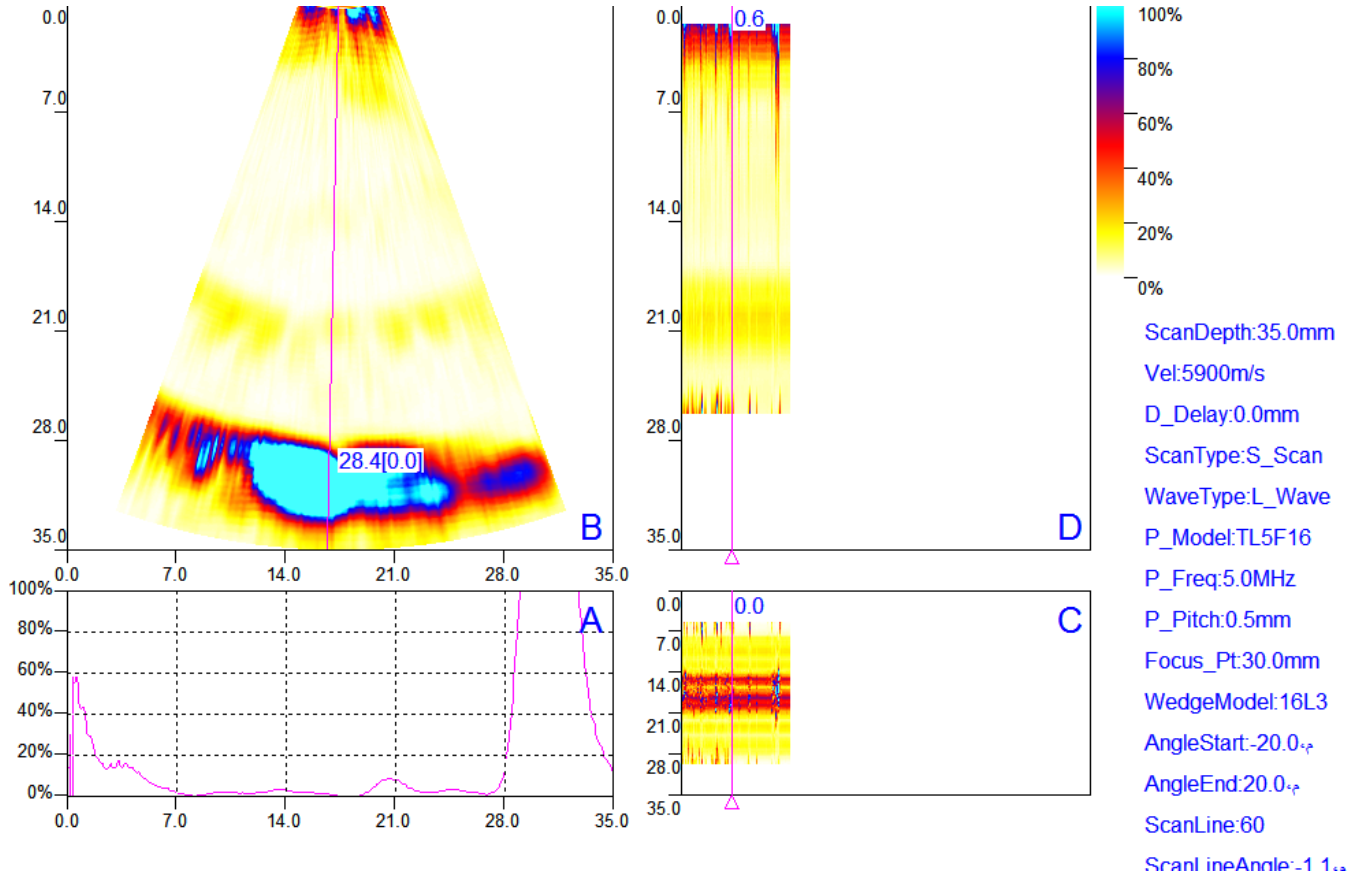 0.0
7.0
14.0
21.0
28.0
35.0
0.0 7.0 14.0 21.0 28.0 35.0
28.4[0.0]
B
0.0
7.0
14.0
21.0
28.0
35.0
0.6
D
100%
80%
60%
40%
20%
0%
100%
80%
60%
40%
20%
0%
0.0 7.0 14.0 21.0 28.0 35.0
A
0.0
7.0
14.0
21.0
28.0
35.0
0.0
C
ScanDepth:35.0mm
Vel:5900m/s
D_Delay:0.0mm
ScanType:S_Scan
WaveType:L_Wave
P_Model:TL5F16
P_Freq:5.0MHz
P_Pitch:0.5mm
Focus_Pt:30.0mm
WedgeModel:16L3
AngleStart:-20.0
AngleEnd:20.0
ScanLine:60
ScanLineAngle:-1.1